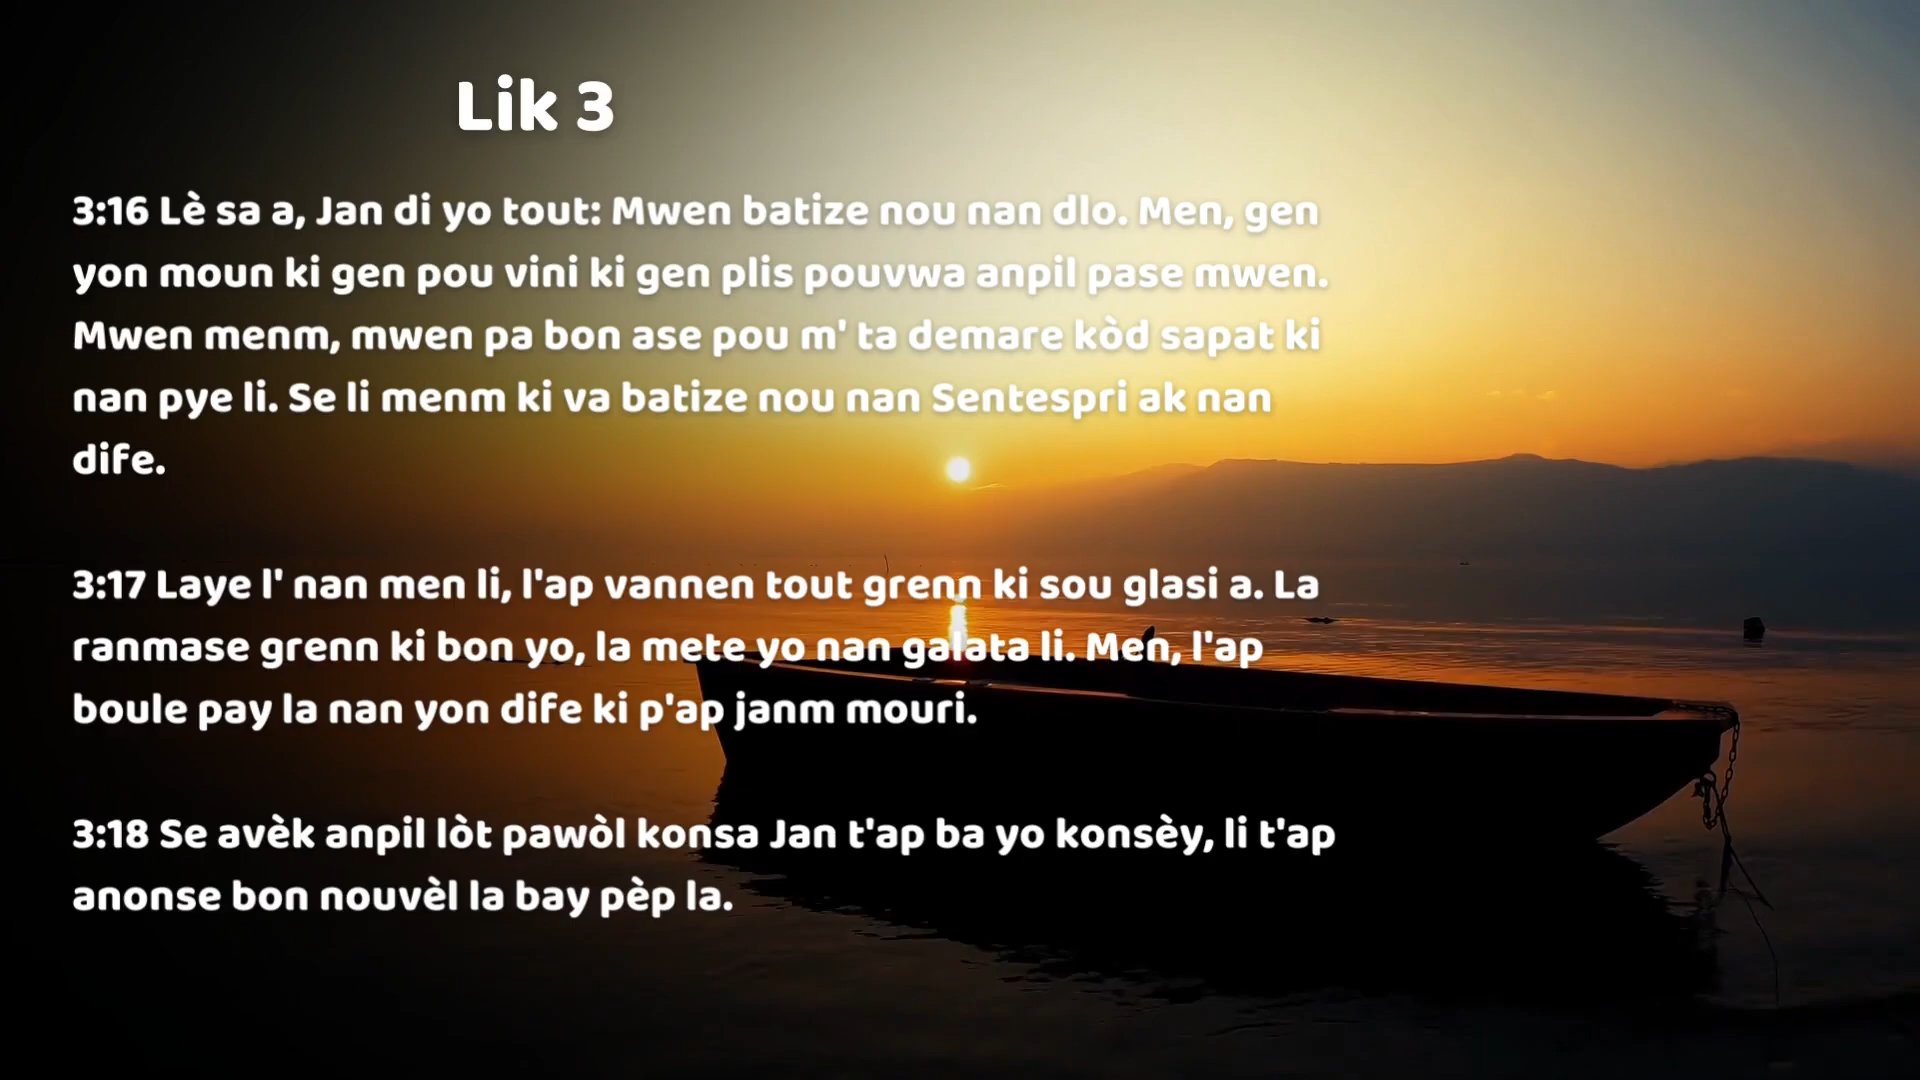 Lik 3
3:16 Lè sa a, Jan di yo tout: Mwen batize nou nan dlo. Men, gen
yon moun ki gen pou vini ki gen plis pouvwa anpil pase mwen.
Mwen menm, mwen pa bon ase pou m' ta demare kòd sapat ki
nan pye li. Se li menm ki va batize nou nan Sentespri ak nan
dife.
3:17 Laye l' nan men li, l'ap vannen tout grenn ki sou glasi a. La
ranmase grenn ki bon yo, la mete yo nan galata li. Men, l'ap
boule pay la nan yon dife ki p'ap janm mouri.
3:18 Se avèk anpil lòt pawòl konsa Jan t'ap ba yo konsèy, li t'ap
anonse bon nouvèl la bay pèp la.